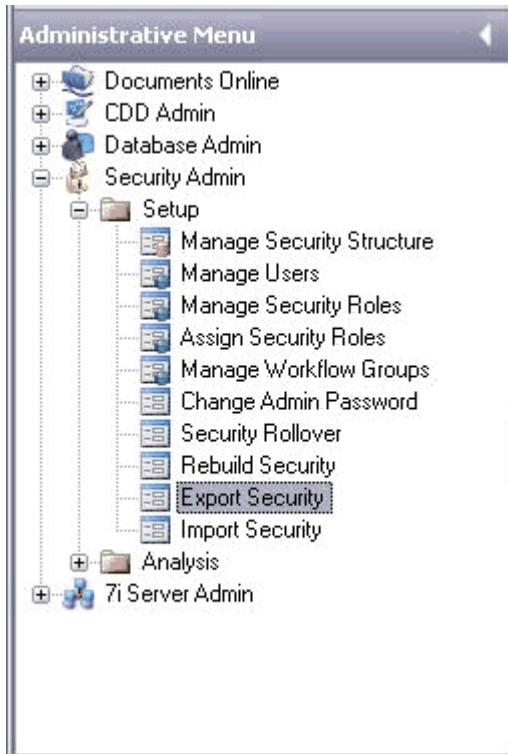 Administrative Menu
Documents Online
CDD Admin
Database Admin
Security Admin
Setup
Manage Security Structure
Manage Users
Manage Security Roles
Assign Security Roles
Manage Workflow Groups
Change Admin Password
Security Rollover
Rebuild Security
Export Security
Import Security
Analysis
7i Server Admin